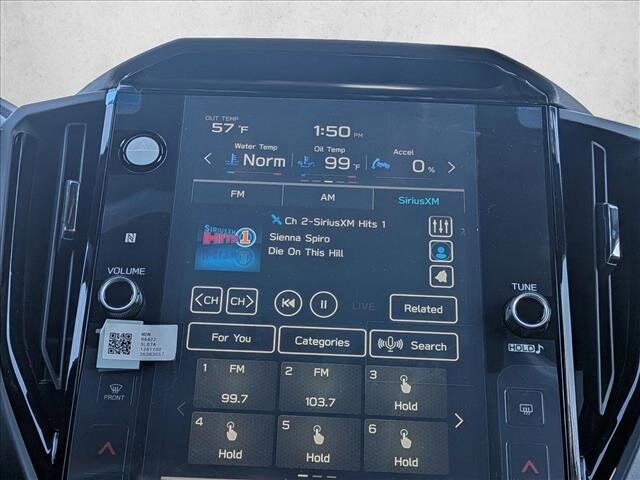 OUT TEMP
57 °F
1:50 PM
Water Temp
Norm
Oil Temp
99 °F
Accel
0 %
FM
AM
SiriusXM
SIRIUSXM
HITS 1
Ch 2-SiriusXM Hits 1
Sienna Spiro
Die On This Hill
VOLUME
TUNE
<CH
CH>
LIVE
Related
HOLD
For You
Categories
Search
1 FM
99.7
2 FM
103.7
3
Hold
4
Hold
5
Hold
6
Hold
FRONT